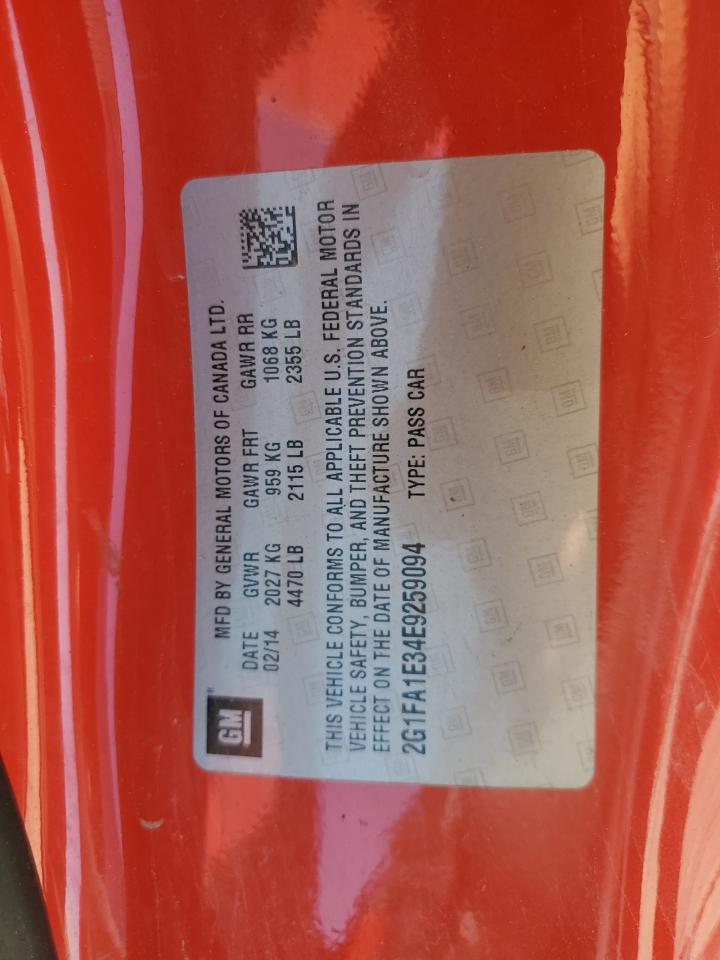 GM®
MFD BY GENERAL MOTORS OF CANADA LTD.
DATE GVWR GAWR FRT GAWR RR
02/14 2027 KG 959 KG 1068 KG
4470 LB 2115 LB 2355 LB
THIS VEHICLE CONFORMS TO ALL APPLICABLE U.S. FEDERAL MOTOR
VEHICLE SAFETY, BUMPER, AND THEFT PREVENTION STANDARDS IN
EFFECT ON THE DATE OF MANUFACTURE SHOWN ABOVE.
2G1FA1E34E9259094 TYPE: PASS CAR